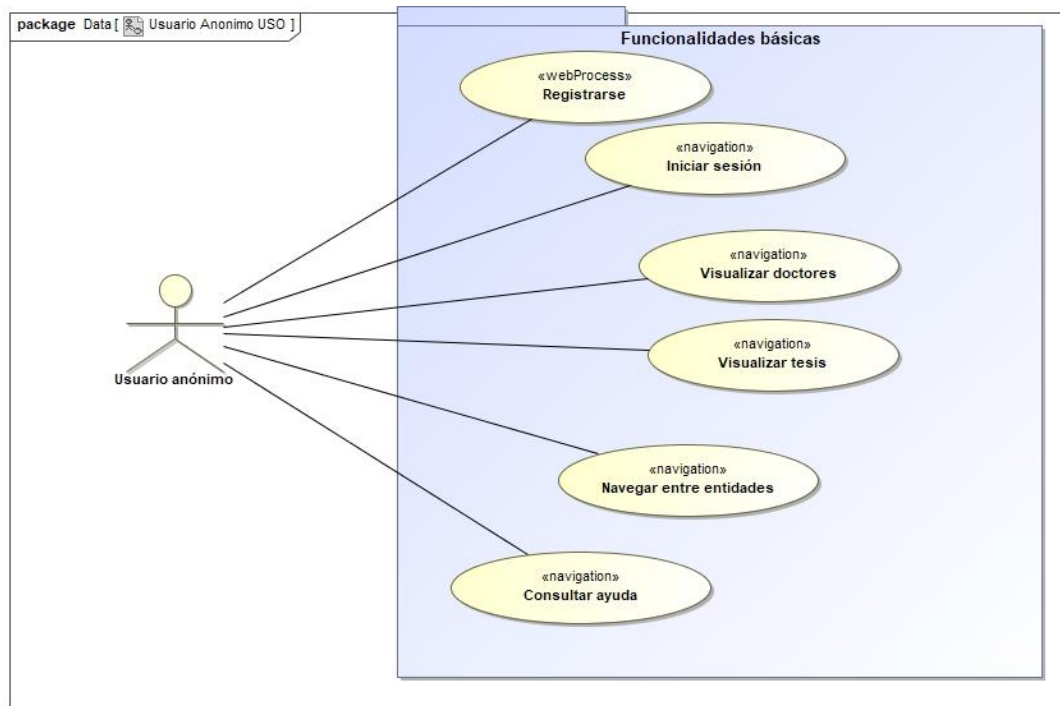 package Data [ Usuario Anonimo USO ]
Funcionalidades básicas
«webProcess»
Registrarse
«navigation»
Iniciar sesión
«navigation»
Visualizar doctores
«navigation»
Visualizar tesis
Usuario anónimo
«navigation»
Navegar entre entidades
«navigation»
Consultar ayuda